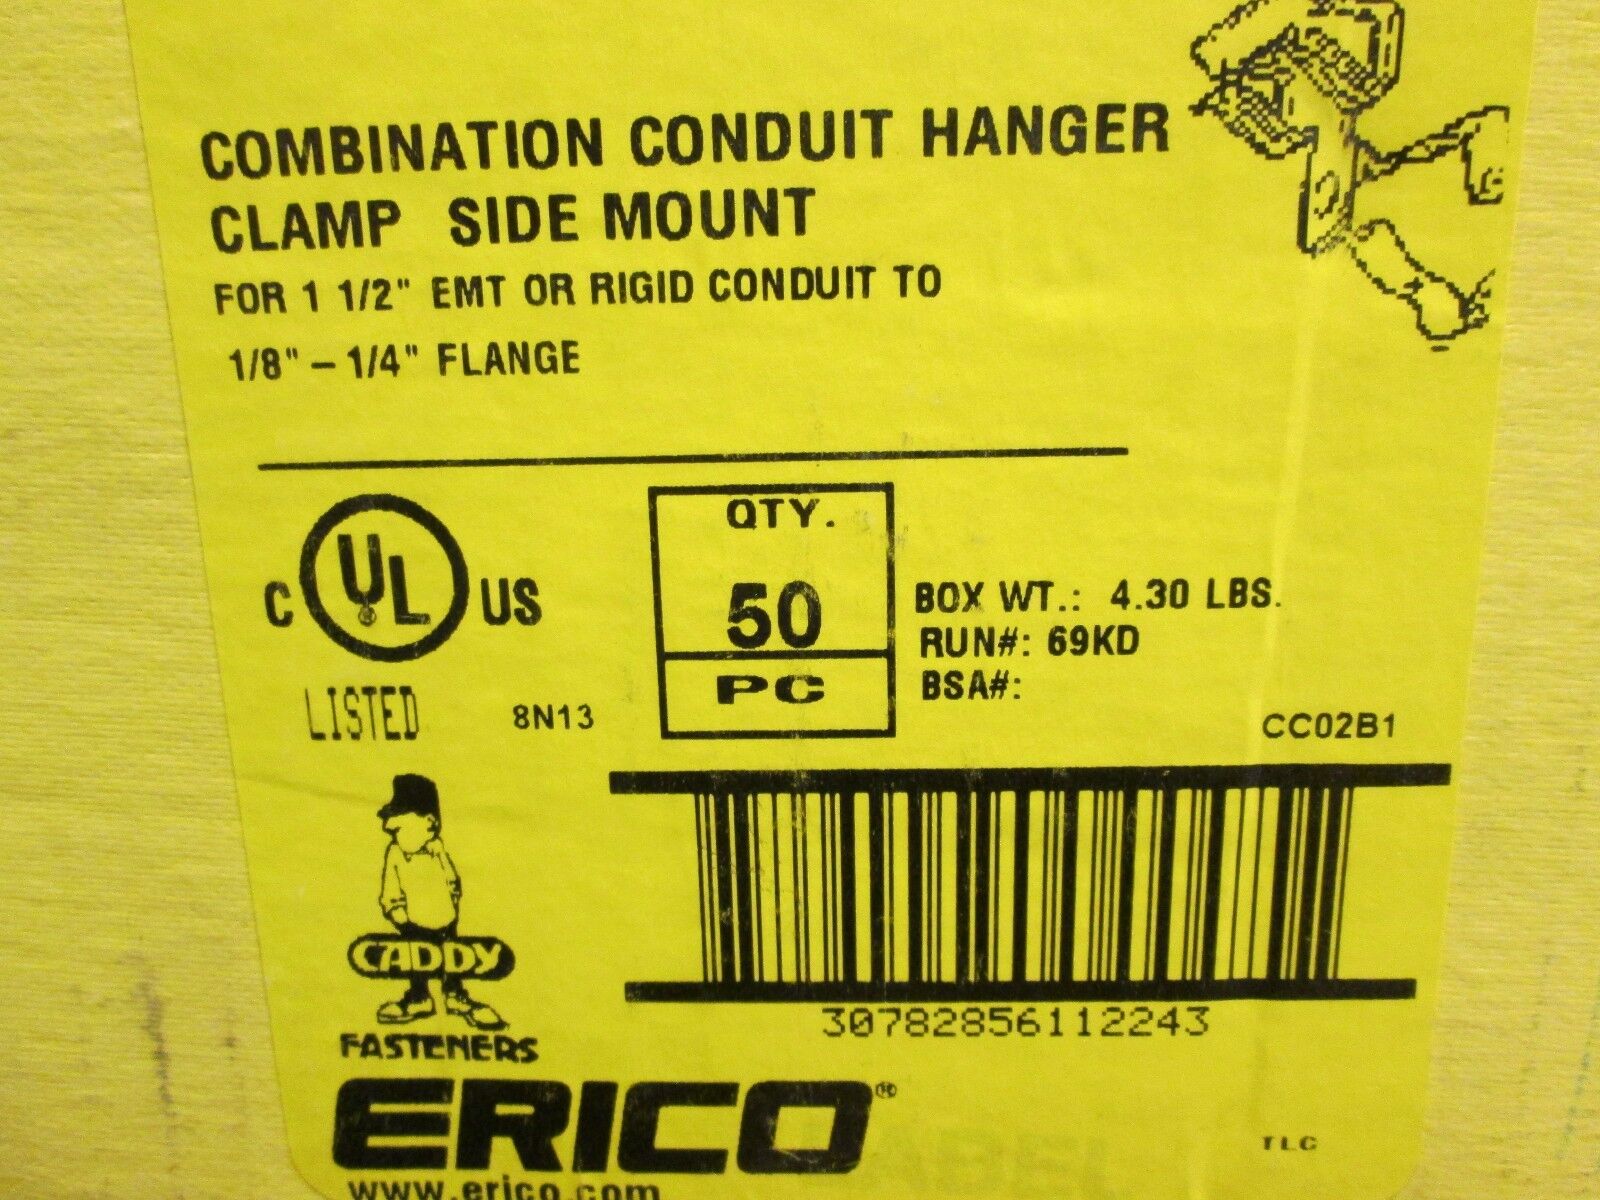 COMBINATION CONDUIT HANGER
CLAMP SIDE MOUNT
FOR 1 1/2" EMT OR RIGID CONDUIT TO
1/8" – 1/4" FLANGE
C UL® US
LISTED
8N13
QTY.
50
PC
BOX WT.: 4.30 LBS.
RUN#: 69KD
BSA#:
CC02B1
30782856112243
CADDY
FASTENERS
ERICO®
www.erico.com
TLC